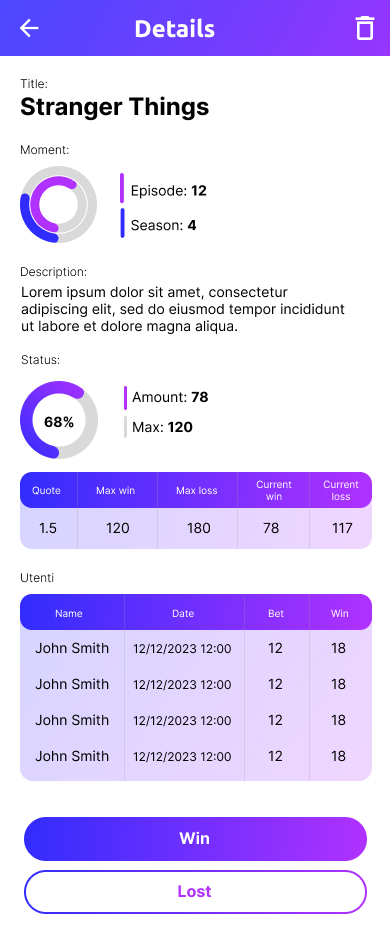 Details
Title:
Stranger Things
Moment:
Episode: 12
Season: 4
Description:
Lorem ipsum dolor sit amet, consectetur
adipiscing elit, sed do eiusmod tempor incididunt
ut labore et dolore magna aliqua.
Status:
68%
Amount: 78
Max: 120
Quote Max win Max loss Current win Current loss
1.5 120 180 78 117
Utenti
Name Date Bet Win
John Smith 12/12/2023 12:00 12 18
John Smith 12/12/2023 12:00 12 18
John Smith 12/12/2023 12:00 12 18
John Smith 12/12/2023 12:00 12 18
Win
Lost